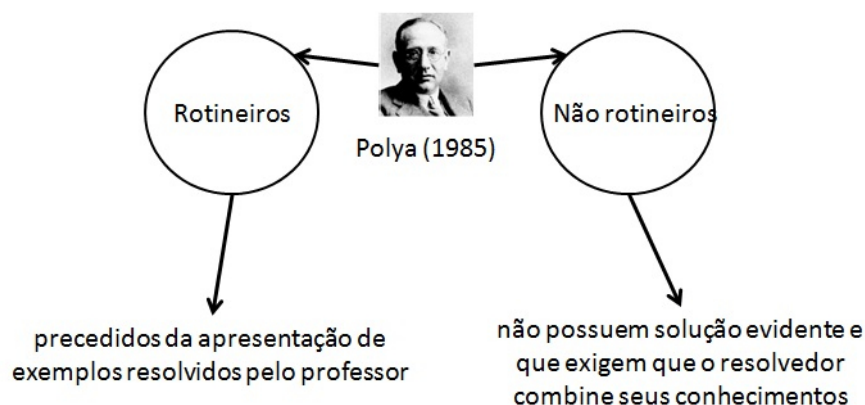 Rotineiros
Não rotineiros
Polya (1985)
precedidos da apresentação de
exemplos resolvidos pelo professor
não possuem solução evidente e
que exigem que o resolvedor
combine seus conhecimentos